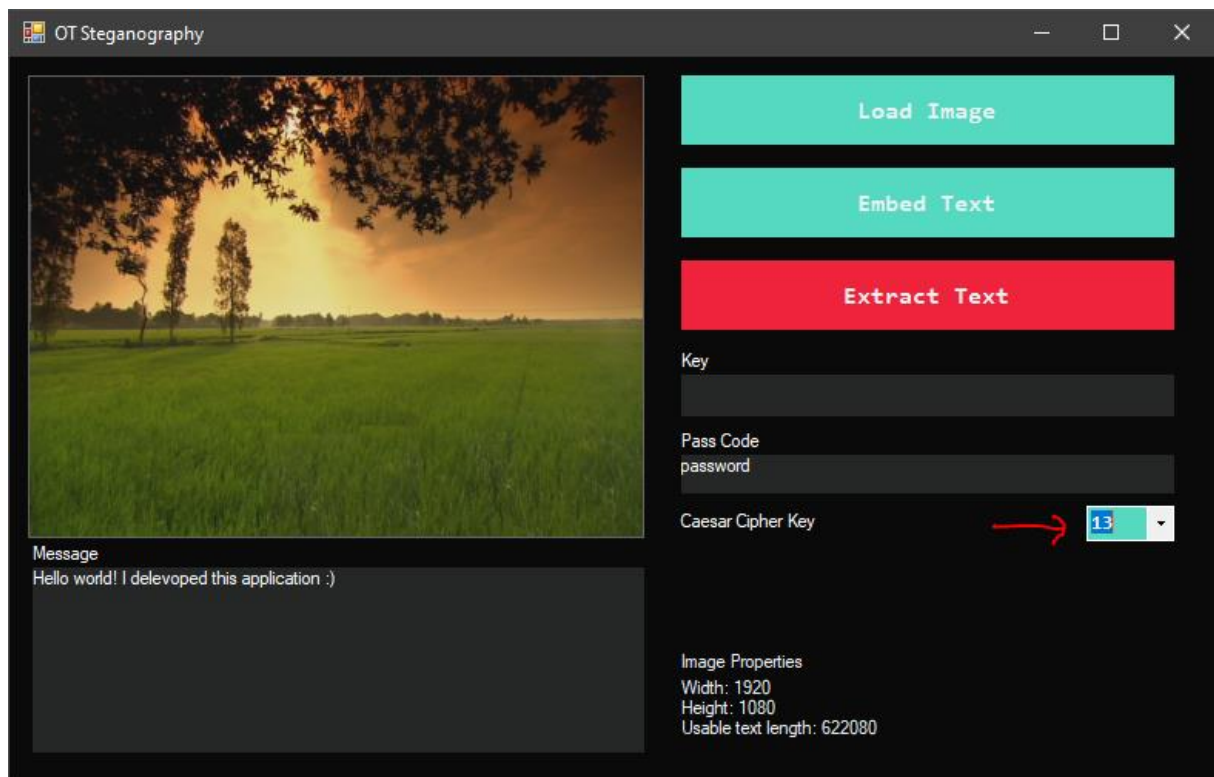 OT Steganography
Load Image
Embed Text
Extract Text
Key
Pass Code
password
Caesar Cipher Key
13
Message
Hello world! I delevoped this application :)
Image Properties
Width: 1920
Height: 1080
Usable text length: 622080